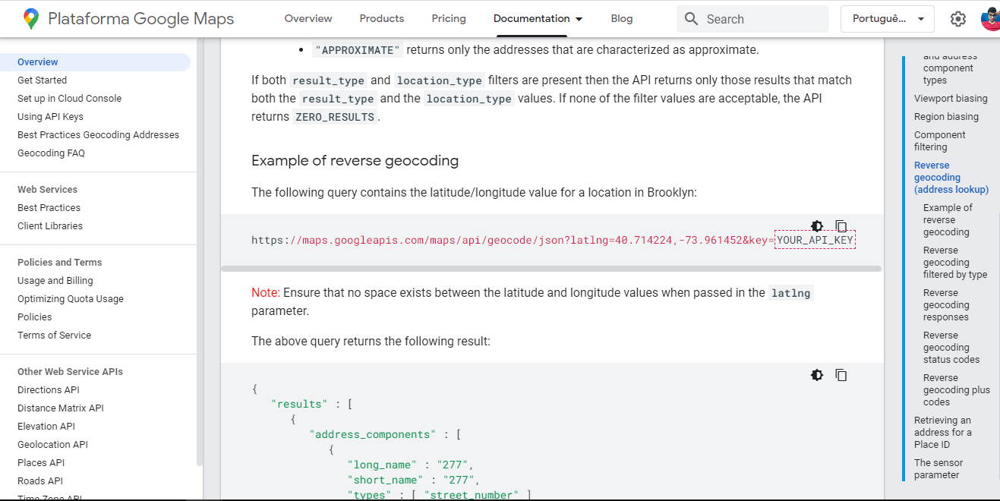 Plataforma Google Maps
Overview
Products
Pricing
Documentation
Blog
Search
Portuguê...
Overview
Get Started
Set up in Cloud Console
Using API Keys
Best Practices Geocoding Addresses
Geocoding FAQ
Web Services
Best Practices
Client Libraries
Policies and Terms
Usage and Billing
Optimizing Quota Usage
Policies
Terms of Service
Other Web Service APIs
Directions API
Distance Matrix API
Elevation API
Geolocation API
Places API
Roads API
Time Zone API
"APPROXIMATE" returns only the addresses that are characterized as approximate.
If both result_type and location_type filters are present then the API returns only those results that match
both the result_type and the location_type values. If none of the filter values are acceptable, the API
returns ZERO_RESULTS.
Example of reverse geocoding
The following query contains the latitude/longitude value for a location in Brooklyn:
https://maps.googleapis.com/maps/api/geocode/json?latlng=40.714224,-73.961452&key=YOUR_API_KEY
Note: Ensure that no space exists between the latitude and longitude values when passed in the latlng
parameter.
The above query returns the following result:
{
"results" : [
{
"address_components" : [
{
"long_name" : "277",
"short_name" : "277",
"types" : [ "street_number" ]
and address
component
types
Viewport biasing
Region biasing
Component
filtering
Reverse
geocoding
(address lookup)
Example of
reverse
geocoding
Reverse
geocoding
filtered by type
Reverse
geocoding
responses
Reverse
geocoding
status codes
Reverse
geocoding plus
codes
Retrieving an
address for a
Place ID
The sensor
parameter